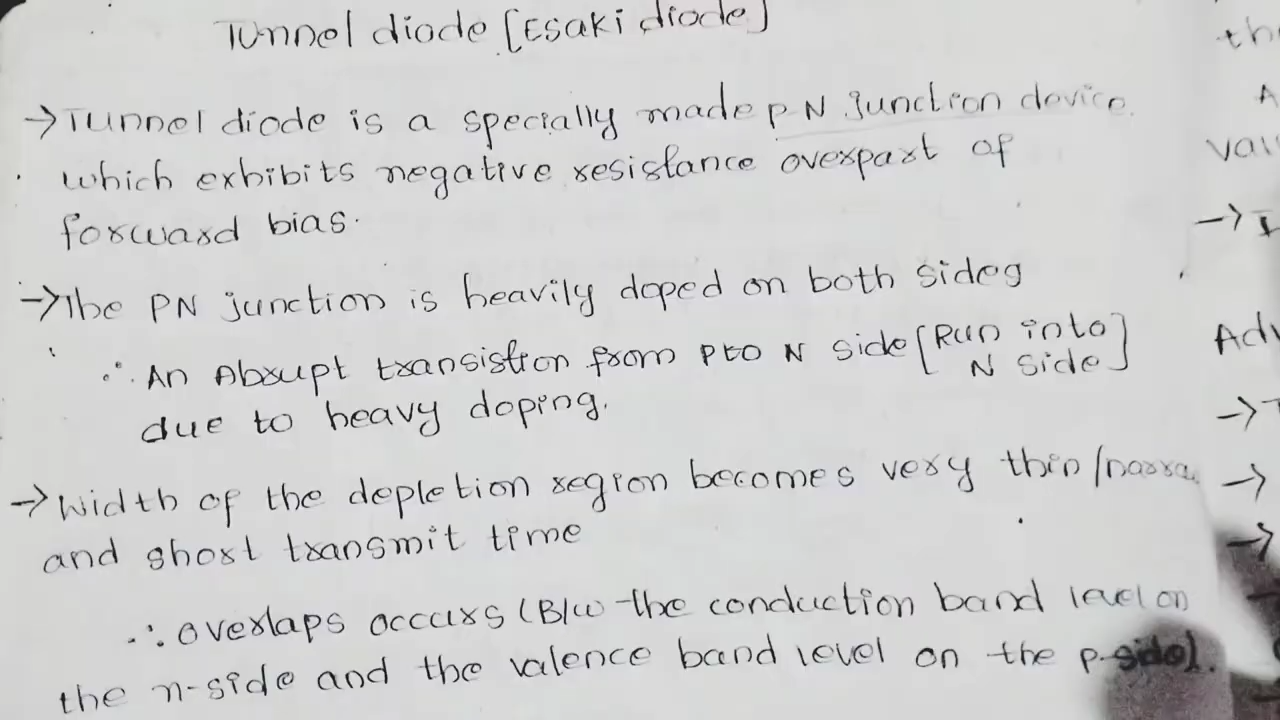 Tunnel diode [Esaki diode]
→ Tunnel diode is a specially made PN junction device
which exhibits negative resistance overpart of
forward bias.
→ The PN junction is heavily doped on both sides
∴ An Abrupt transistion from P to N side [Run into
N side]
due to heavy doping.
→ Width of the depletion region becomes very thin/
and short transmit time
∴ overlaps occurs (B/w the conduction band level on
the n-side and the valence band level on the p-side).
th
A
val
→ I
Adv
→ T
→
→